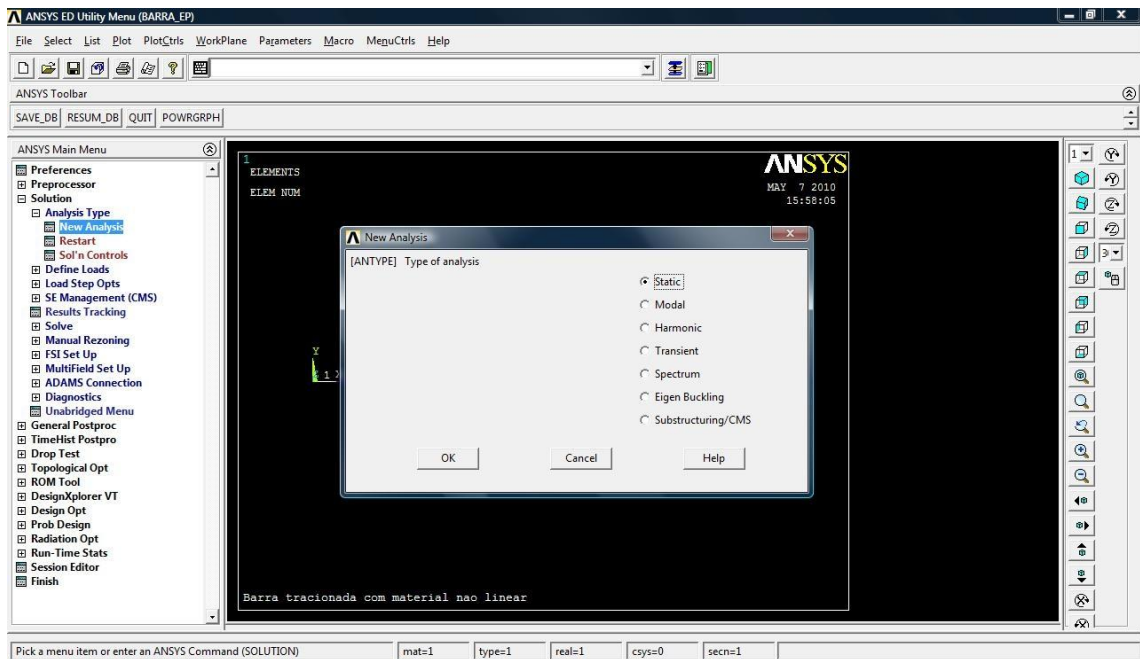 ANSYS ED Utility Menu (BARRA_EP)
File Select List Plot PlotCtrls WorkPlane Parameters Macro MenuCtrls Help
ANSYS Toolbar
SAVE_DB RESUM_DB QUIT POWRGRPH
ANSYS Main Menu
Preferences
Preprocessor
Solution
Analysis Type
New Analysis
Restart
Sol'n Controls
Define Loads
Load Step Opts
SE Management (CMS)
Results Tracking
Solve
Manual Rezoning
FSI Set Up
MultiField Set Up
ADAMS Connection
Diagnostics
Unabridged Menu
General Postproc
TimeHist Postpro
Drop Test
Topological Opt
ROM Tool
DesignXplorer VT
Design Opt
Prob Design
Radiation Opt
Run-Time Stats
Session Editor
Finish
1
ELEMENTS
ELEM NUM
ANSYS
MAY 7 2010
15:58:05
Y
1 X
New Analysis
[ANTYPE] Type of analysis
Static
Modal
Harmonic
Transient
Spectrum
Eigen Buckling
Substructuring/CMS
OK Cancel Help
Barra tracionada com material nao linear
1
3
Pick a menu item or enter an ANSYS Command (SOLUTION) mat=1 type=1 real=1 csys=0 secn=1